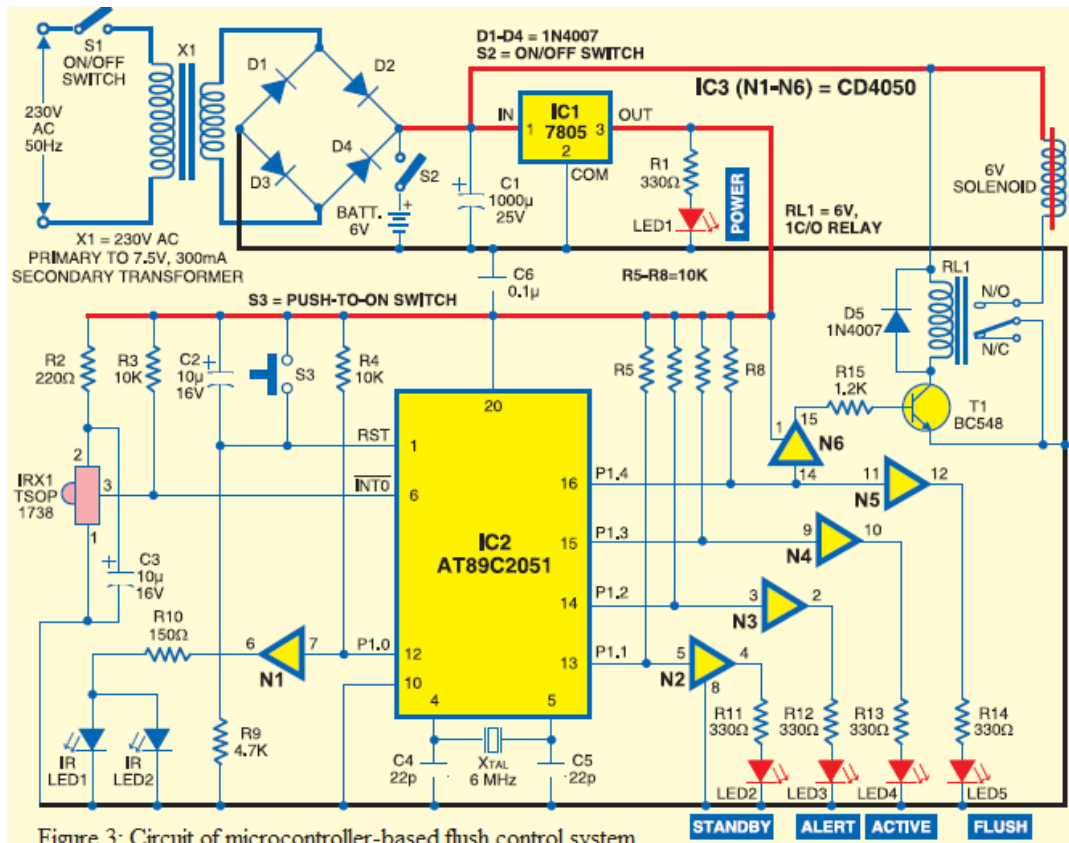 S1
ON/OFF
SWITCH
X1
230V
AC
50Hz
X1 = 230V AC
PRIMARY TO 7.5V, 300mA
SECONDARY TRANSFORMER
D1
D2
D3
D4
D1-D4 = 1N4007
S2 = ON/OFF SWITCH
IC3 (N1-N6) = CD4050
IN
1
IC1
7805
3
OUT
2
COM
S2
+
BATT.
6V
+
C1
1000µ
25V
R1
330Ω
LED1
POWER
6V
SOLENOID
RL1 = 6V,
1C/O RELAY
C6
0.1µ
R5-R8=10K
S3 = PUSH-TO-ON SWITCH
RL1
N/O
N/C
D5
1N4007
R2
220Ω
R3
10K
C2
+
10µ
16V
S3
R4
10K
R5
R8
R15
1.2K
T1
BC548
20
RST
1
INT0
6
IRX1
TSOP
1738
2
3
1
+
C3
10µ
16V
IC2
AT89C2051
16
P1.4
15
P1.3
14
P1.2
13
P1.1
1
15
N6
14
11
N5
12
9
N4
10
3
N3
2
5
N2
4
8
R10
150Ω
6
N1
7
P1.0
12
10
4
5
IR
LED1
IR
LED2
R9
4.7K
C4
22p
XTAL
6 MHz
C5
22p
R11
330Ω
R12
330Ω
R13
330Ω
R14
330Ω
LED2
LED3
LED4
LED5
STANDBY
ALERT
ACTIVE
FLUSH
Figure 3: Circuit of microcontroller-based flush control system